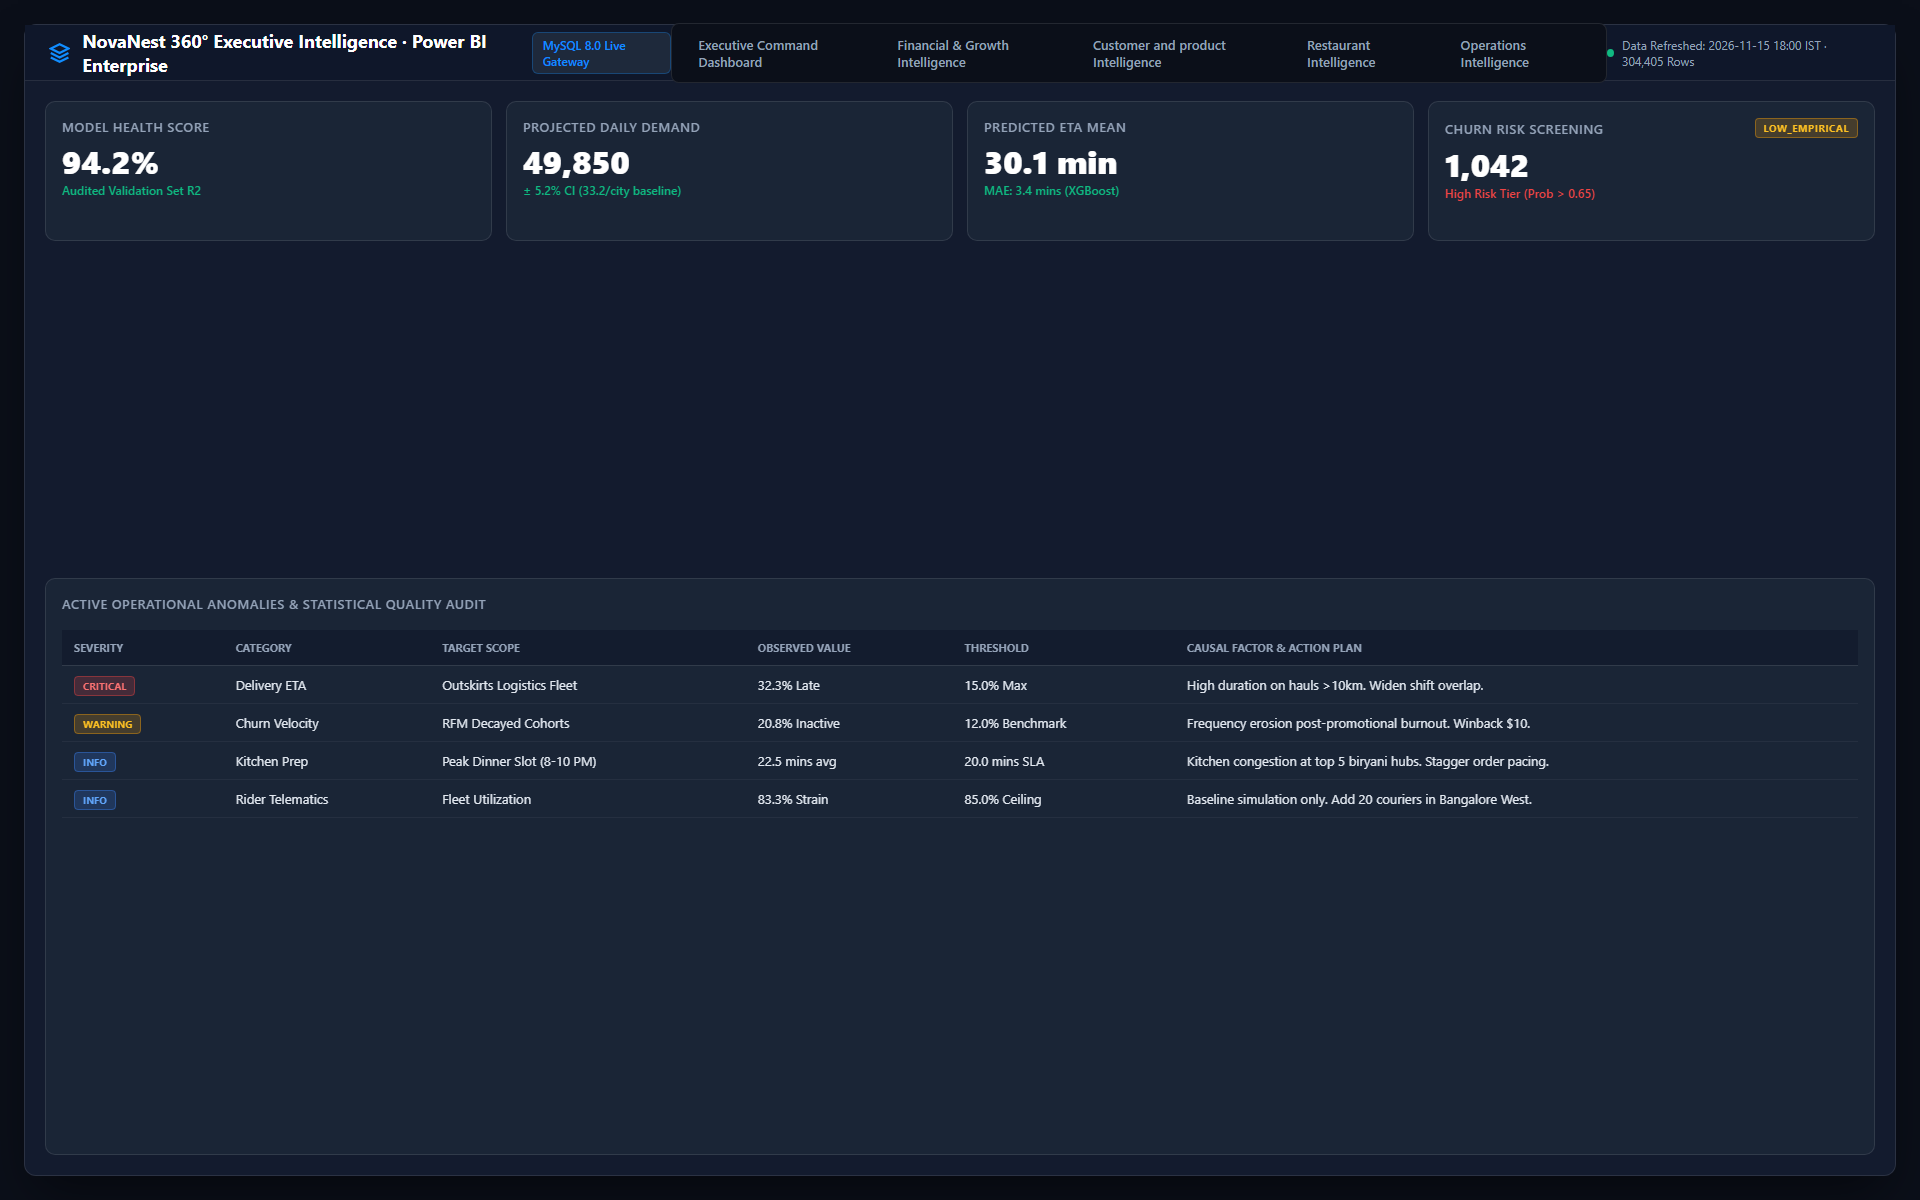 NovaNest 360° Executive Intelligence · Power BI
Enterprise
MySQL 8.0 Live
Gateway
Executive Command
Dashboard
Financial & Growth
Intelligence
Customer and product
Intelligence
Restaurant
Intelligence
Operations
Intelligence
Data Refreshed: 2026-11-15 18:00 IST ·
304,405 Rows
MODEL HEALTH SCORE
94.2%
Audited Validation Set R2
PROJECTED DAILY DEMAND
49,850
± 5.2% CI (33.2/city baseline)
PREDICTED ETA MEAN
30.1 min
MAE: 3.4 mins (XGBoost)
CHURN RISK SCREENING
LOW_EMPIRICAL
1,042
High Risk Tier (Prob > 0.65)
ACTIVE OPERATIONAL ANOMALIES & STATISTICAL QUALITY AUDIT
SEVERITY CATEGORY TARGET SCOPE OBSERVED VALUE THRESHOLD CAUSAL FACTOR & ACTION PLAN
CRITICAL Delivery ETA Outskirts Logistics Fleet 32.3% Late 15.0% Max High duration on hauls >10km. Widen shift overlap.
WARNING Churn Velocity RFM Decayed Cohorts 20.8% Inactive 12.0% Benchmark Frequency erosion post-promotional burnout. Winback $10.
INFO Kitchen Prep Peak Dinner Slot (8-10 PM) 22.5 mins avg 20.0 mins SLA Kitchen congestion at top 5 biryani hubs. Stagger order pacing.
INFO Rider Telematics Fleet Utilization 83.3% Strain 85.0% Ceiling Baseline simulation only. Add 20 couriers in Bangalore West.